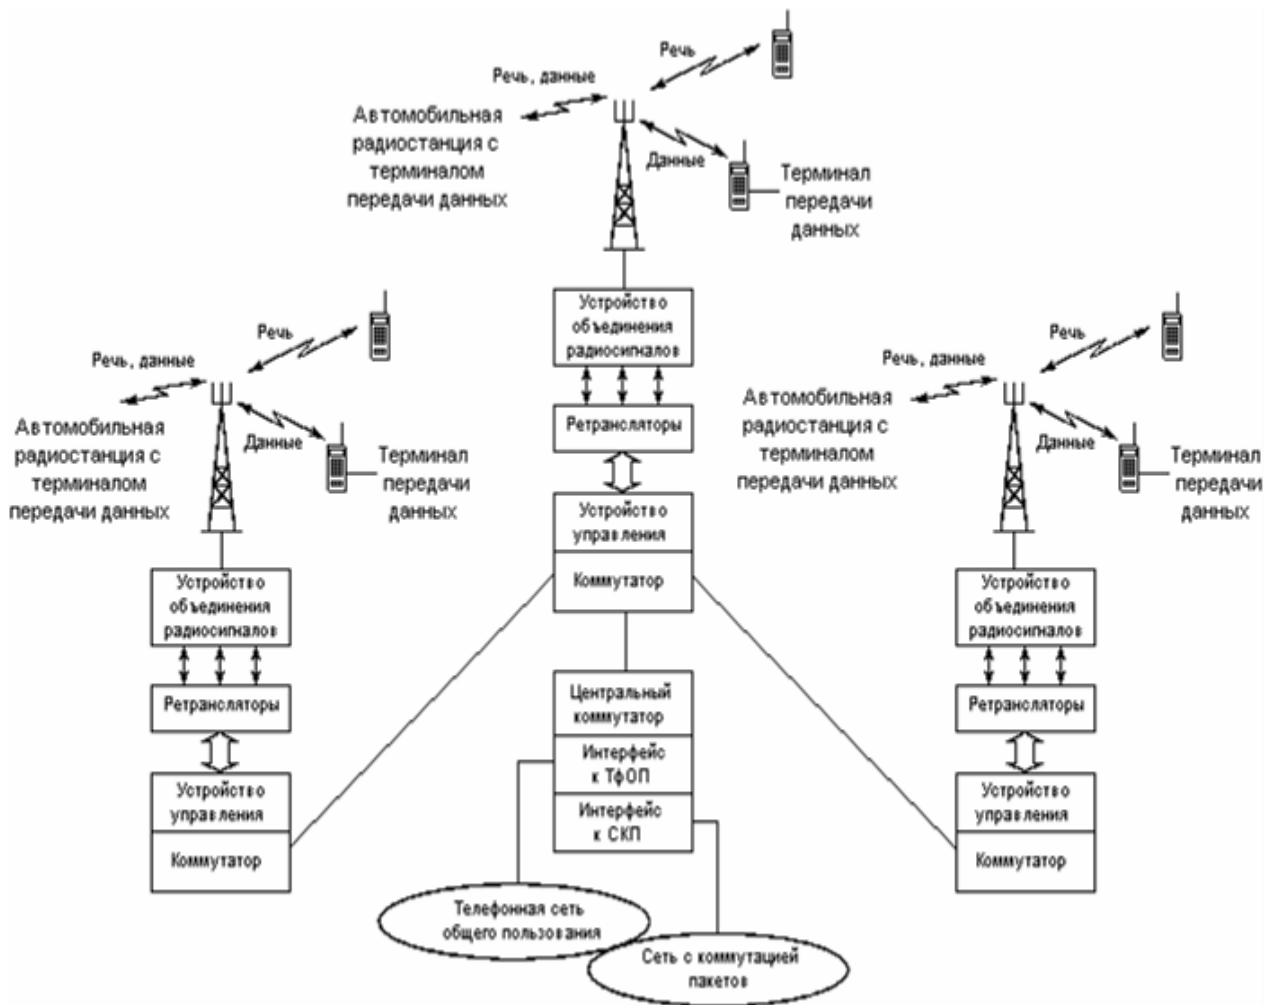 Речь
Речь, данные
Автомобильная
радиостанция с
терминалом
передачи данных
Данные
Терминал
передачи
данных
Устройство
объединения
радиосигналов
Ретрансляторы
Устройство
управления
Коммутатор
Речь
Речь, данные
Автомобильная
радиостанция с
терминалом
передачи данных
Данные
Терминал
передачи
данных
Устройство
объединения
радиосигналов
Ретрансляторы
Устройство
управления
Коммутатор
Речь
Речь, данные
Автомобильная
радиостанция с
терминалом
передачи данных
Данные
Терминал
передачи
данных
Устройство
объединения
радиосигналов
Ретрансляторы
Устройство
управления
Коммутатор
Центральный
коммутатор
Интерфейс
к ТфОП
Интерфейс
к СКП
Телефонная сеть
общего пользования
Сеть с коммутацией
пакетов